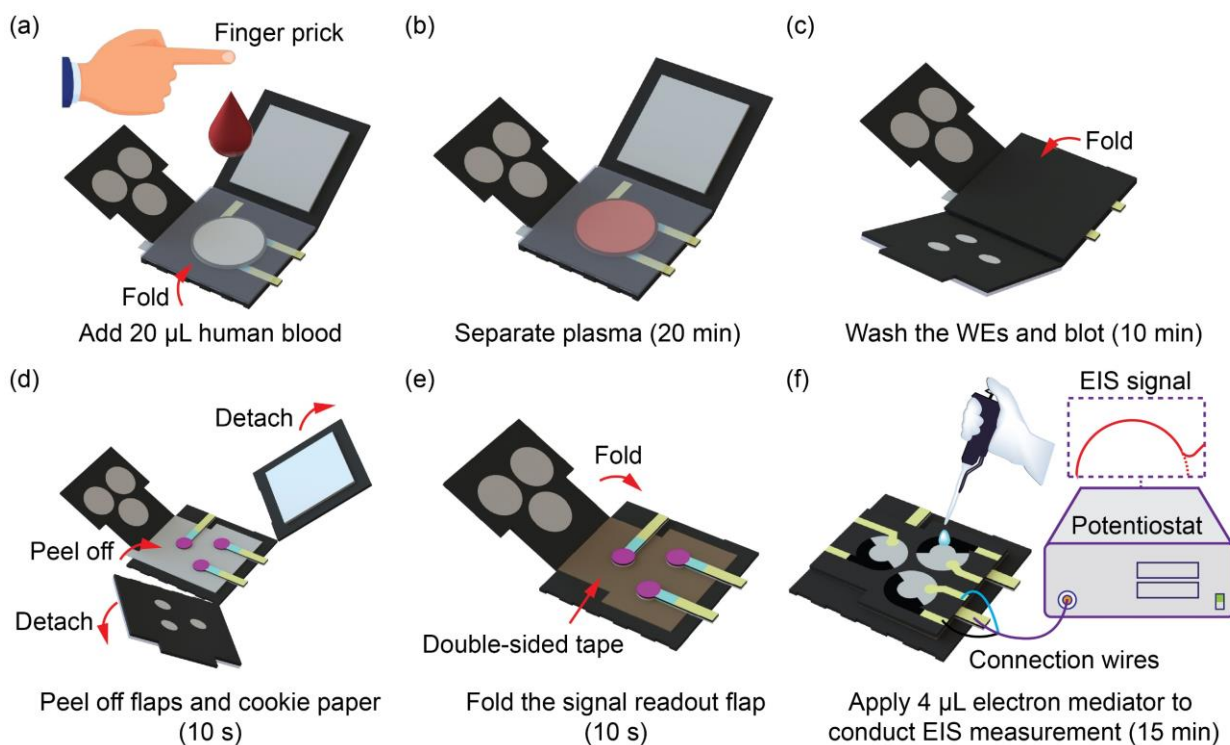 (a)
Finger prick
Fold
Add 20 µL human blood
(b)
Separate plasma (20 min)
(c)
Fold
Wash the WEs and blot (10 min)
(d)
Detach
Peel off
Detach
Peel off flaps and cookie paper
(10 s)
(e)
Fold
Double-sided tape
Fold the signal readout flap
(10 s)
(f)
EIS signal
Potentiostat
Connection wires
Apply 4 µL electron mediator to
conduct EIS measurement (15 min)